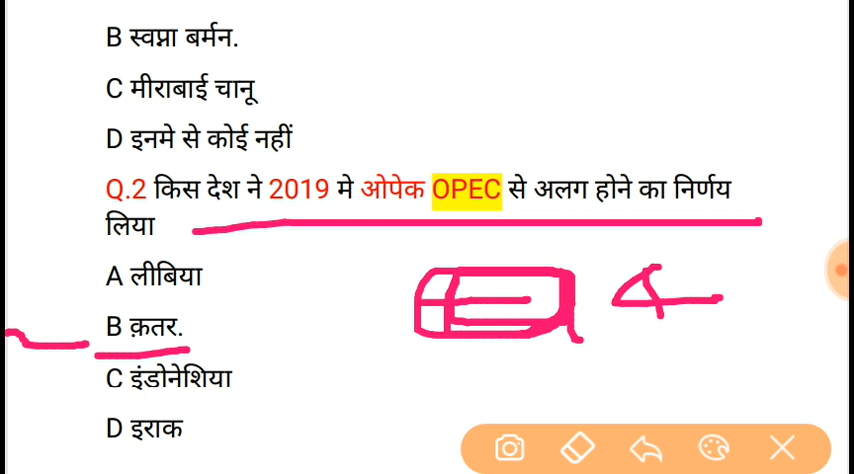 B स्वप्ना बर्मन.
C मीराबाई चानू
D इनमे से कोई नहीं
Q.2 किस देश ने 2019 मे ओपेक OPEC से अलग होने का निर्णय
लिया
A लीबिया
B क़तर.
C इंडोनेशिया
D इराक